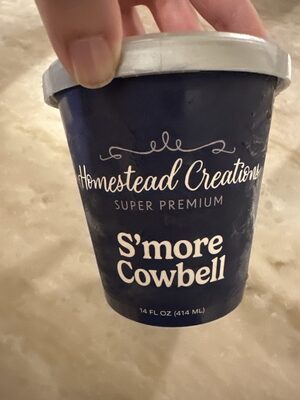 Homestead Creations
SUPER PREMIUM
S'more
Cowbell
14 FL OZ (414 ML)